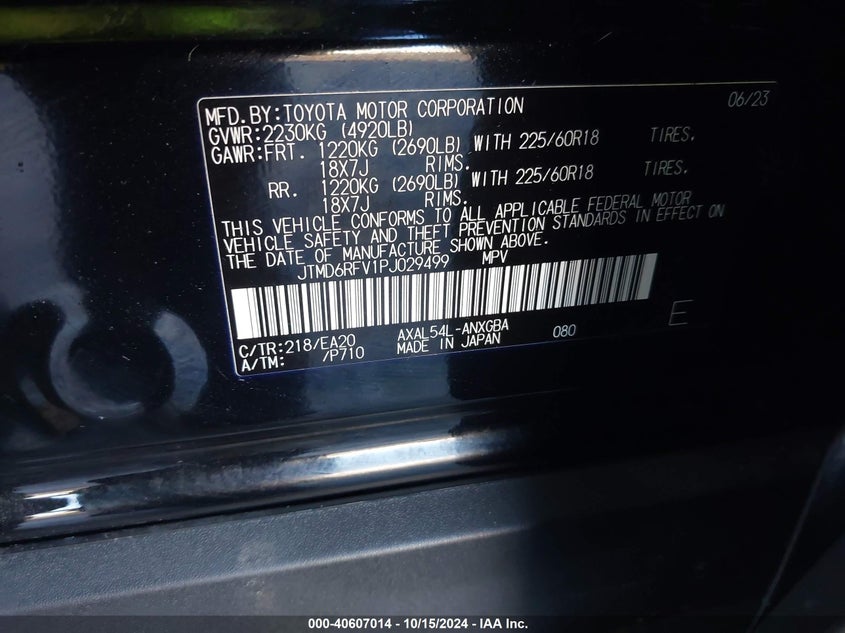 06/23
MFD.BY:TOYOTA MOTOR CORPORATION
GVWR:2230KG (4920LB)
GAWR:FRT. 1220KG (2690LB) WITH 225/60R18 TIRES.
18X7J RIMS.
RR. 1220KG (2690LB) WITH 225/60R18 TIRES.
18X7J RIMS.
THIS VEHICLE CONFORMS TO ALL APPLICABLE FEDERAL MOTOR
VEHICLE SAFETY AND THEFT PREVENTION STANDARDS IN EFFECT ON
THE DATE OF MANUFACTURE SHOWN ABOVE.
JTMD6RFV1PJ029499 MPV
E
C/TR:218/EA20 AXAL54L-ANXGBA 080
A/TM: /P710 MADE IN JAPAN
000-40607014 - 10/15/2024 - IAA Inc.